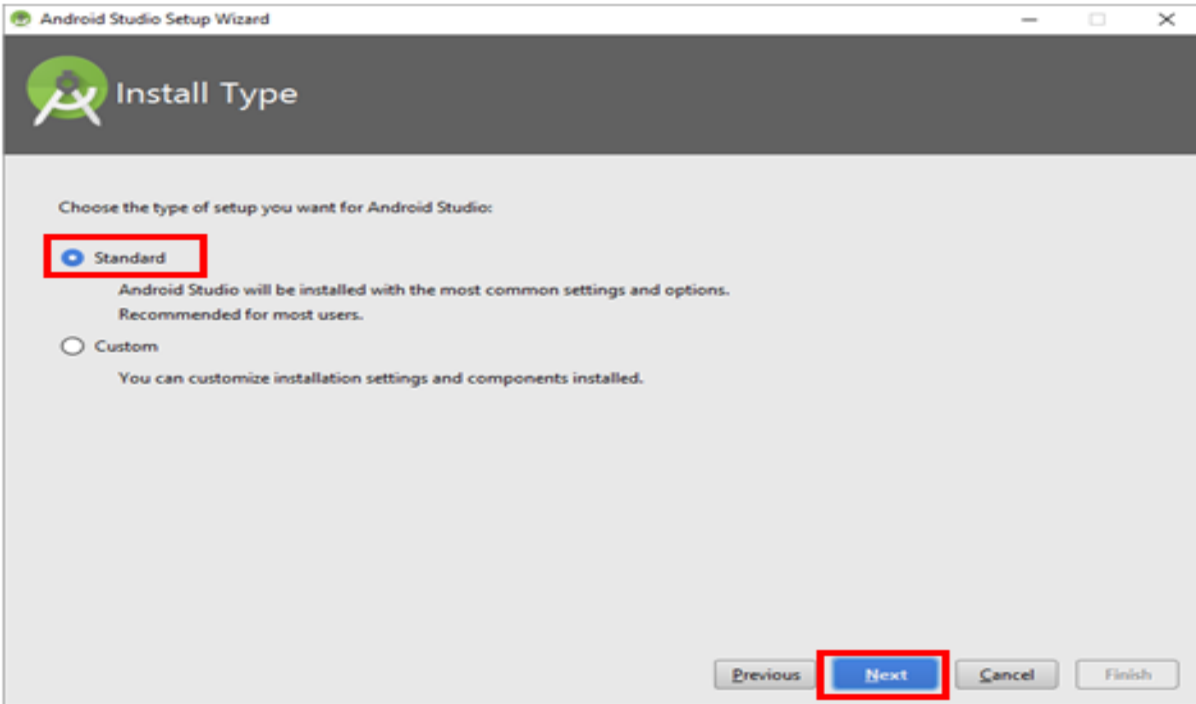 Android Studio Setup Wizard
Install Type
Choose the type of setup you want for Android Studio:
Standard
Android Studio will be installed with the most common settings and options.
Recommended for most users.
Custom
You can customize installation settings and components installed.
Previous Next Cancel Finish